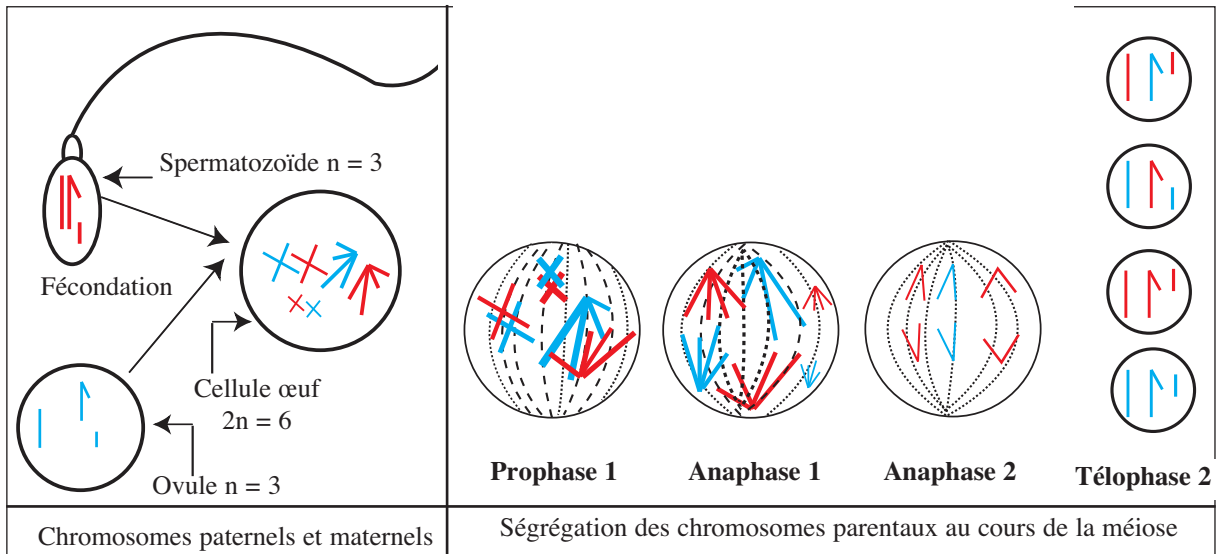 Spermatozoïde n = 3
Fécondation
Cellule œuf
2n = 6
Ovule n = 3
Chromosomes paternels et maternels
Prophase 1
Anaphase 1
Anaphase 2
Télophase 2
Ségrégation des chromosomes parentaux au cours de la méiose